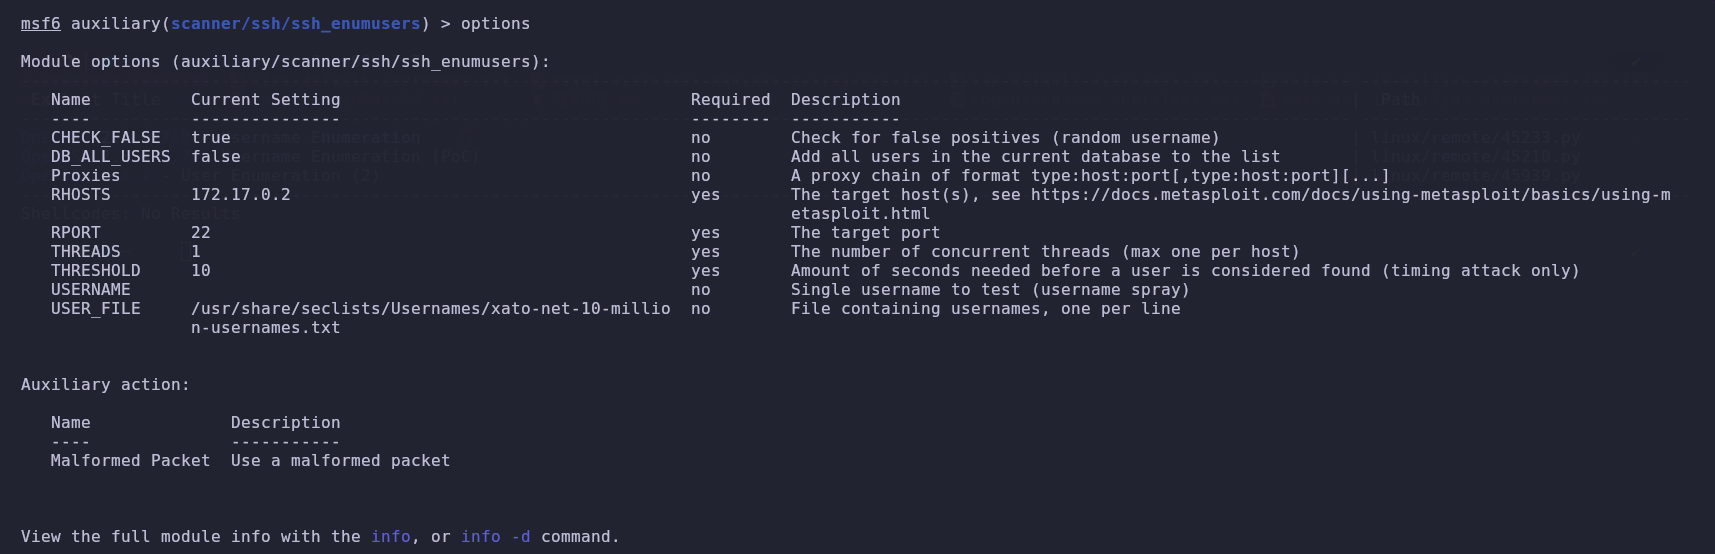 msf6 auxiliary(scanner/ssh/ssh_enumusers) > options

Module options (auxiliary/scanner/ssh/ssh_enumusers):

   Name          Current Setting                                   Required  Description
   ----          ---------------                                   --------  -----------
   CHECK_FALSE   true                                              no        Check for false positives (random username)
   DB_ALL_USERS  false                                             no        Add all users in the current database to the list
   Proxies                                                         no        A proxy chain of format type:host:port[,type:host:port][...]
   RHOSTS        172.17.0.2                                        yes       The target host(s), see https://docs.metasploit.com/docs/using-metasploit/basics/using-m
                                                                             etasploit.html
   RPORT         22                                                yes       The target port
   THREADS       1                                                 yes       The number of concurrent threads (max one per host)
   THRESHOLD     10                                                yes       Amount of seconds needed before a user is considered found (timing attack only)
   USERNAME                                                        no        Single username to test (username spray)
   USER_FILE     /usr/share/seclists/Usernames/xato-net-10-millio  no        File containing usernames, one per line
                 n-usernames.txt

Auxiliary action:

   Name              Description
   ----              -----------
   Malformed Packet  Use a malformed packet

View the full module info with the info, or info -d command.